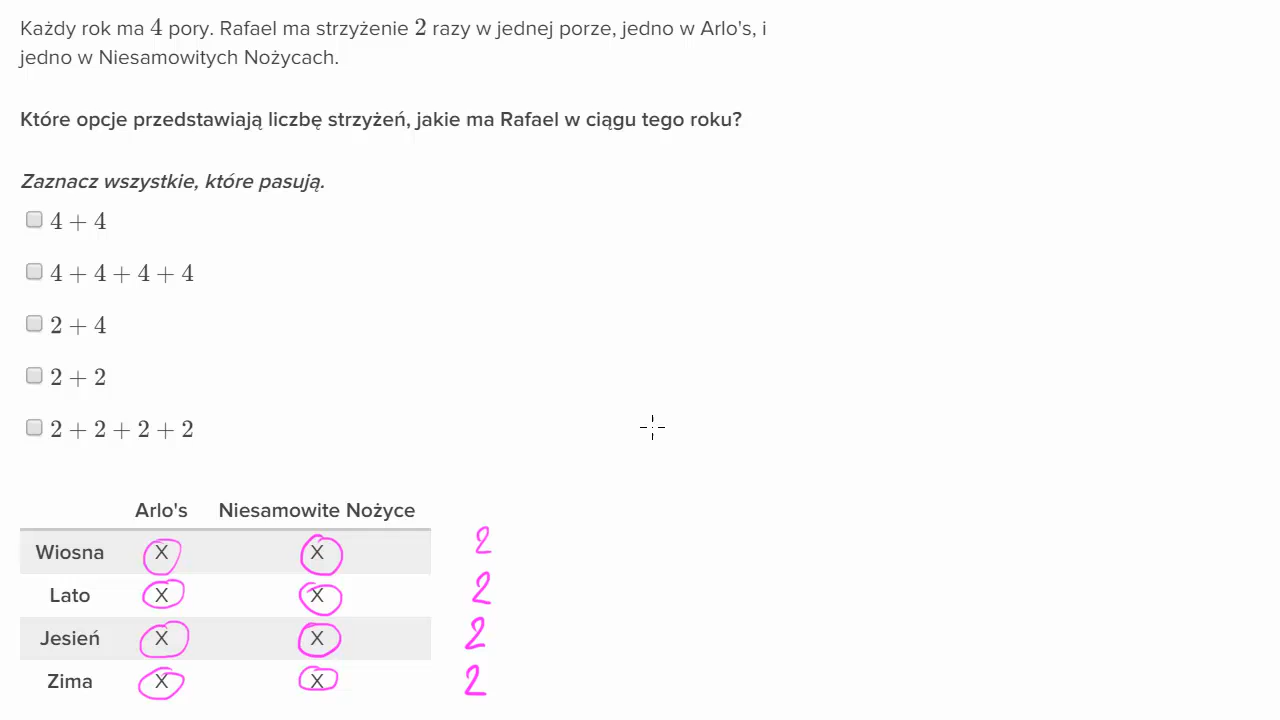 Każdy rok ma 4 pory. Rafael ma strzyżenie 2 razy w jednej porze, jedno w Arlo's, i
jedno w Niesamowitych Nożycach.
Które opcje przedstawiają liczbę strzyżeń, jakie ma Rafael w ciągu tego roku?
Zaznacz wszystkie, które pasują.
4 + 4
4 + 4 + 4 + 4
2 + 4
2 + 2
2 + 2 + 2 + 2
Arlo's Niesamowite Nożyce
Wiosna X X 2
Lato X X 2
Jesień X X 2
Zima X X 2